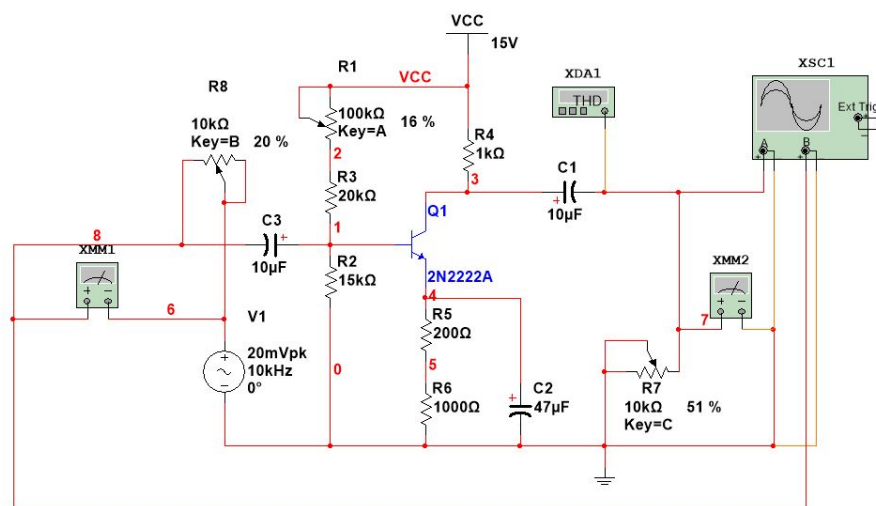 VCC
15V
XSC1
Ext Trig
+
-
A
B
XDA1
THD
R1
VCC
100kΩ
Key=A
16 %
R8
10kΩ
Key=B
20 %
2
R4
1kΩ
3
R3
20kΩ
C1
10µF
Q1
1
8
C3
10µF
2N2222A
R2
15kΩ
XMM1
XMM2
4
6
V1
R5
200Ω
7
20mVpk
10kHz
0°
0
5
R6
1000Ω
C2
47µF
R7
10kΩ
Key=C
51 %